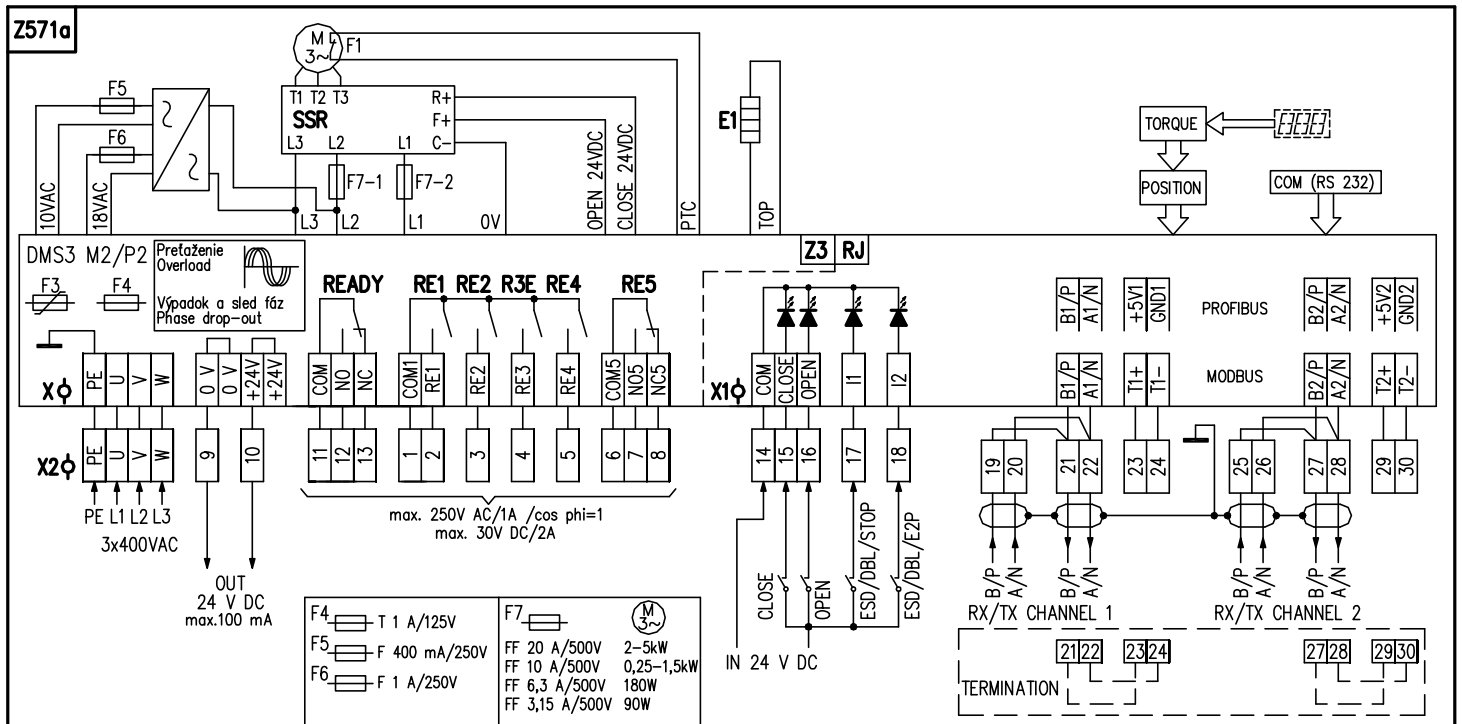 Z571a
M
3~
F1
F5
F6
T1 T2 T3
SSR
R+
F+
C-
L3 L2 L1
F7-1
F7-2
E1
TORQUE
POSITION
COM (RS 232)
10VAC
18VAC
L3
L2
L1
0V
OPEN 24VDC
CLOSE 24VDC
PTC
TOP
DMS3 M2/P2
F3
F4
Preťaženie
Overload
Výpadok a sled fáz
Phase drop-out
READY
RE1 RE2 R3E RE4
RE5
Z3 RJ
B1/P
A1/N
+5V1
GND1
PROFIBUS
B2/P
A2/N
+5V2
GND2
X
PE
U
V
W
0 V
0 V
+24V
+24V
COM
NO
NC
COM1
RE1
RE2
RE3
RE4
COM5
NO5
NC5
X1
COM
CLOSE
OPEN
I1
I2
B1/P
A1/N
T1+
T1-
MODBUS
B2/P
A2/N
T2+
T2-
X2
PE
U
V
W
9
10
11
12
13
1
2
3
4
5
6
7
8
14
15
16
17
18
19
20
21
22
23
24
25
26
27
28
29
30
PE L1 L2 L3
3x400VAC
OUT
24 V DC
max.100 mA
max. 250V AC/1A /cos phi=1
max. 30V DC/2A
CLOSE
OPEN
ESD/DBL/STOP
ESD/DBL/E2P
IN 24 V DC
B/P
A/N
B/P
A/N
B/P
A/N
B/P
A/N
RX/TX CHANNEL 1
RX/TX CHANNEL 2
F4 T 1 A/125V
F5 F 400 mA/250V
F6 F 1 A/250V
F7
M
3~
FF 20 A/500V 2-5kW
FF 10 A/500V 0,25-1,5kW
FF 6,3 A/500V 180W
FF 3,15 A/500V 90W
21 22 23 24
27 28 29 30
TERMINATION